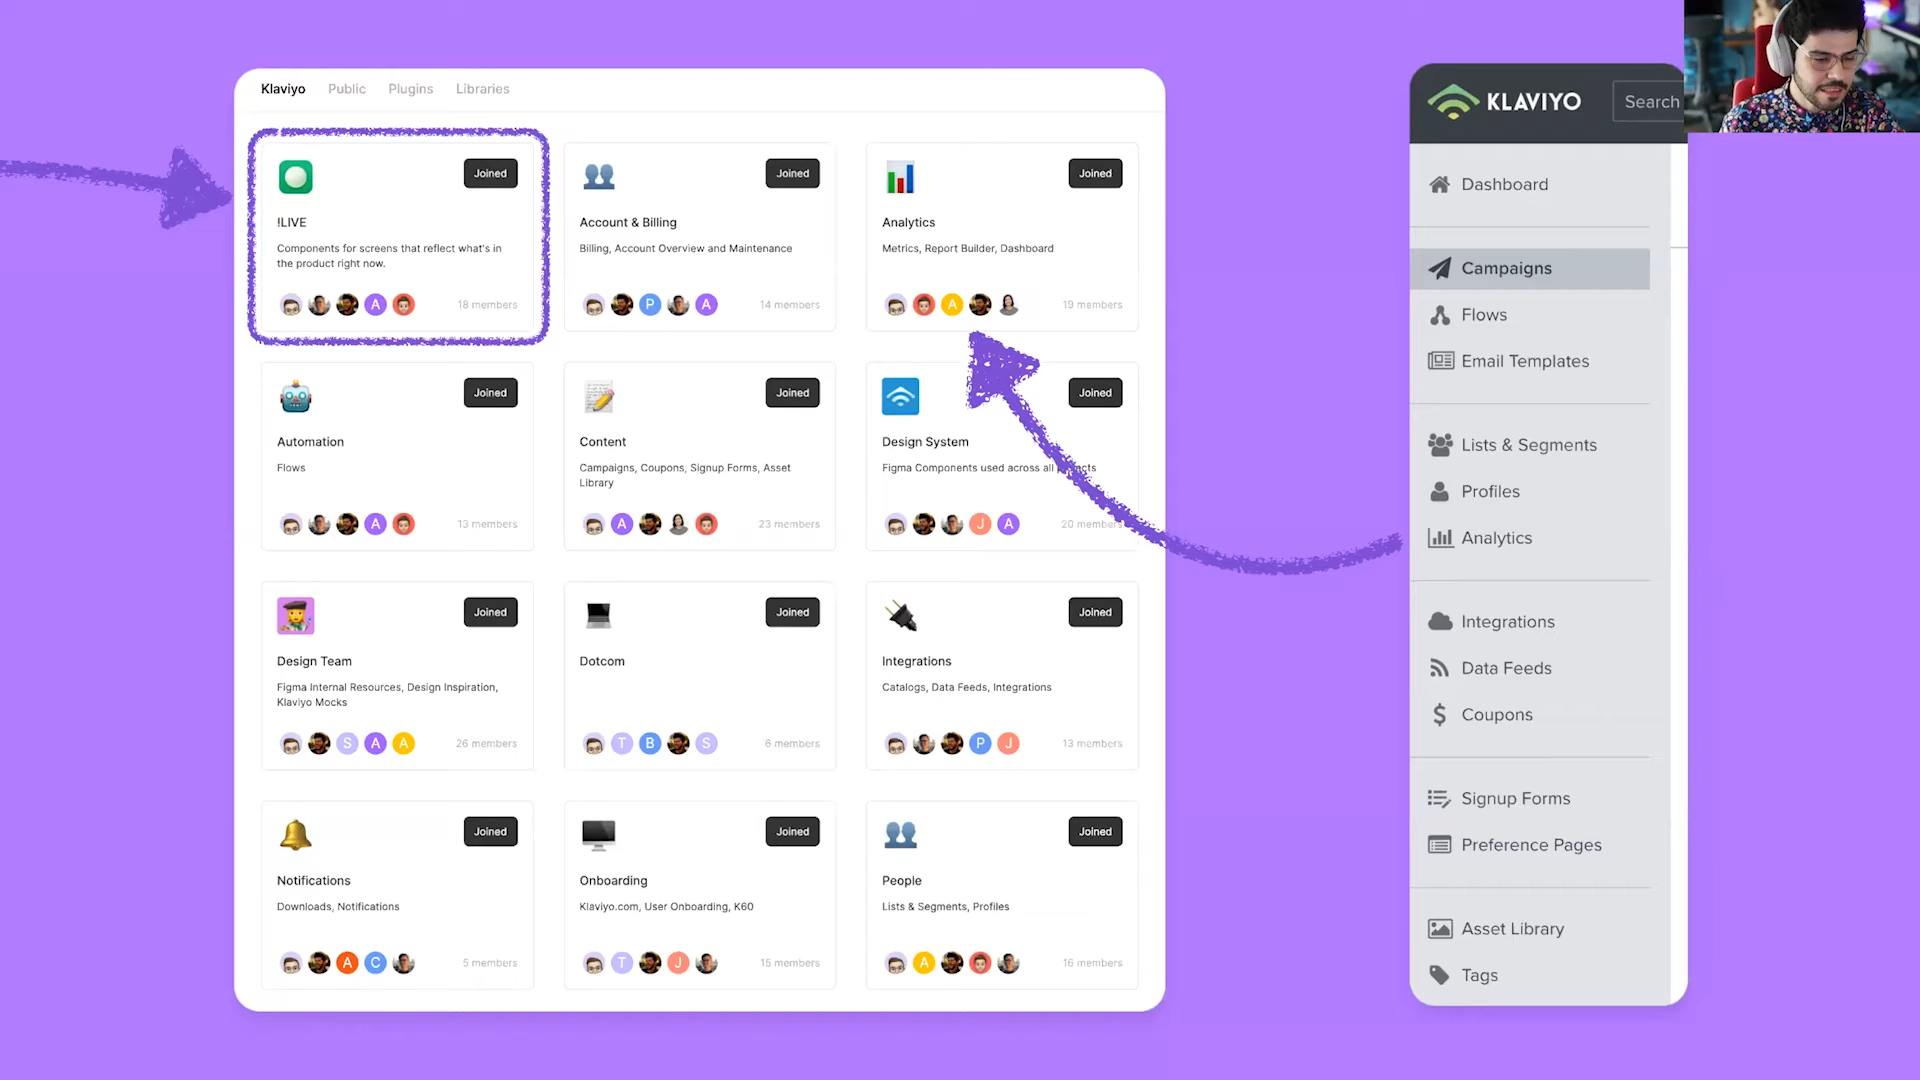 Klaviyo Public Plugins Libraries
Joined
!LIVE
Components for screens that reflect what's in
the product right now.
A
18 members
Joined
Account & Billing
Billing, Account Overview and Maintenance
P A
14 members
Joined
Analytics
Metrics, Report Builder, Dashboard
A
19 members
Joined
Automation
Flows
A
13 members
Joined
Content
Campaigns, Coupons, Signup Forms, Asset
Library
A
23 members
Joined
Design System
Figma Components used across all
J A
20 members
Joined
Design Team
Figma Internal Resources, Design Inspiration,
Klaviyo Mocks
S A A
26 members
Joined
Dotcom
T B S
6 members
Joined
Integrations
Catalogs, Data Feeds, Integrations
P J
13 members
Joined
Notifications
Downloads, Notifications
A C
5 members
Joined
Onboarding
Klaviyo.com, User Onboarding, K60
T J
15 members
Joined
People
Lists & Segments, Profiles
A
16 members
KLAVIYO
Search
Dashboard
Campaigns
Flows
Email Templates
Lists & Segments
Profiles
Analytics
Integrations
Data Feeds
Coupons
Signup Forms
Preference Pages
Asset Library
Tags